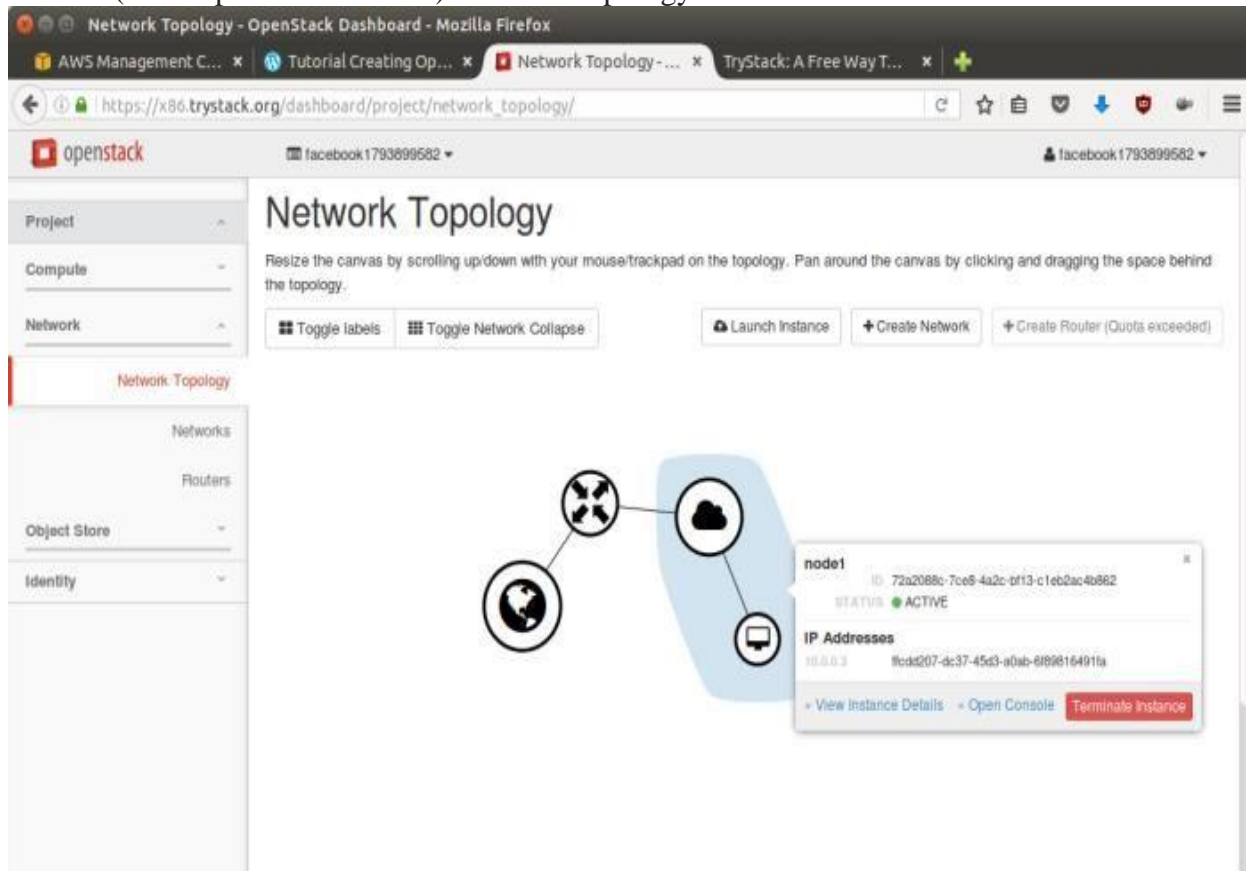 Network Topology - OpenStack Dashboard - Mozilla Firefox
AWS Management C... × Tutorial Creating Op... × Network Topology - ... × TryStack: A Free Way T... ×
https://x86.trystack.org/dashboard/project/network_topology/
openstack facebook1793899582 facebook1793899582
Project
Compute
Network
Network Topology
Networks
Routers
Object Store
Identity
Network Topology
Resize the canvas by scrolling up/down with your mouse/trackpad on the topology. Pan around the canvas by clicking and dragging the space behind
the topology.
Toggle labels Toggle Network Collapse Launch Instance +Create Network +Create Router (Quota exceeded)
node1 ×
ID 72a2088c-7ce8-4a2c-bf13-c1eb2ac4b862
STATUS ACTIVE
IP Addresses
10.0.0.3 ffcdd207-dc37-45d3-a0ab-6f89816491fa
» View Instance Details » Open Console Terminate Instance